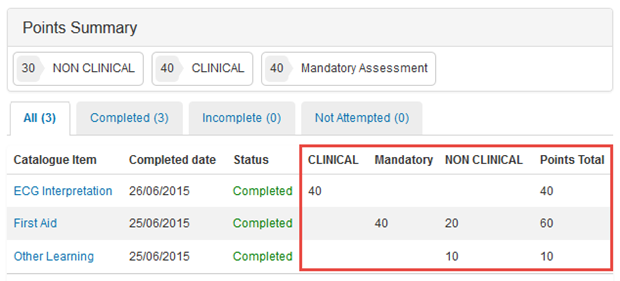 Points Summary
30 NON CLINICAL 40 CLINICAL 40 Mandatory Assessment
All (3) Completed (3) Incomplete (0) Not Attempted (0)
Catalogue Item Completed date Status CLINICAL Mandatory NON CLINICAL Points Total
ECG Interpretation 26/06/2015 Completed 40 40
First Aid 25/06/2015 Completed 40 20 60
Other Learning 25/06/2015 Completed 10 10